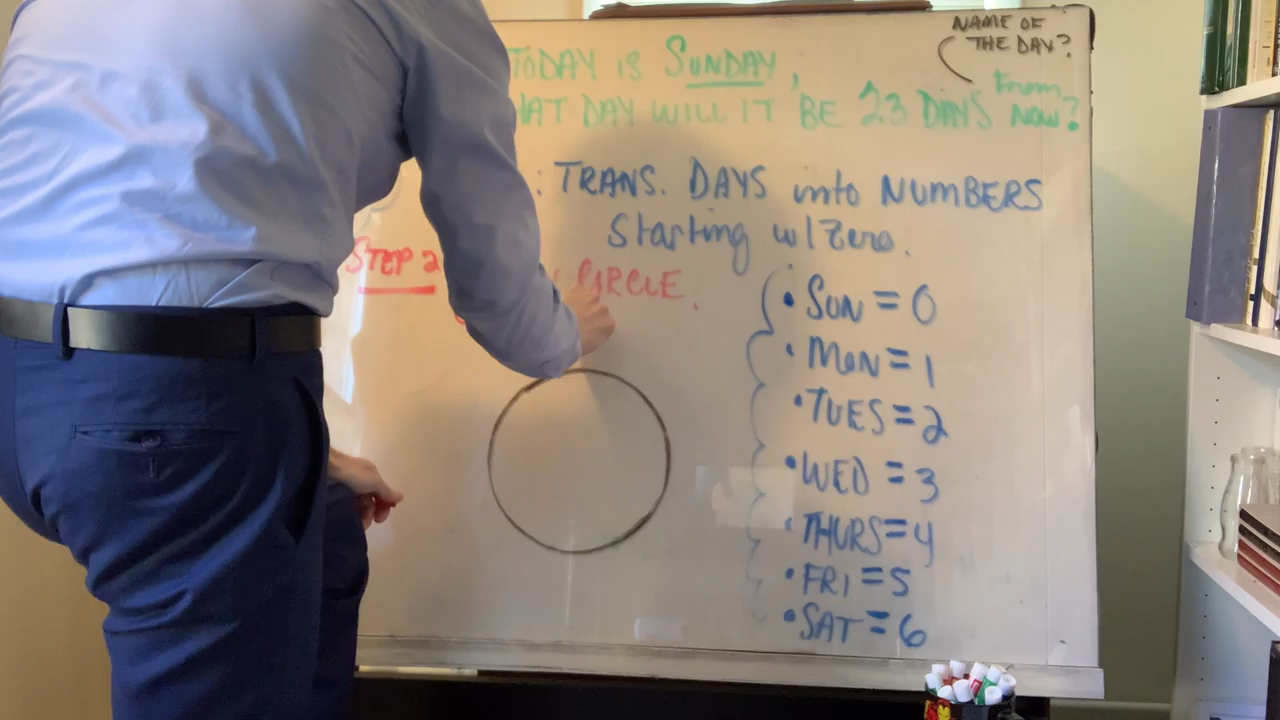 NAME OF
THE DAY?
TODAY IS SUNDAY,
HAT DAY WILL IT BE 23 DAYS From NOW?
: TRANS. DAYS into NUMBERS
Starting w/Zero.
STEP 2
CIRCLE.
• SUN = 0
• MON = 1
• TUES = 2
• WED = 3
• THURS = 4
• FRI = 5
• SAT = 6